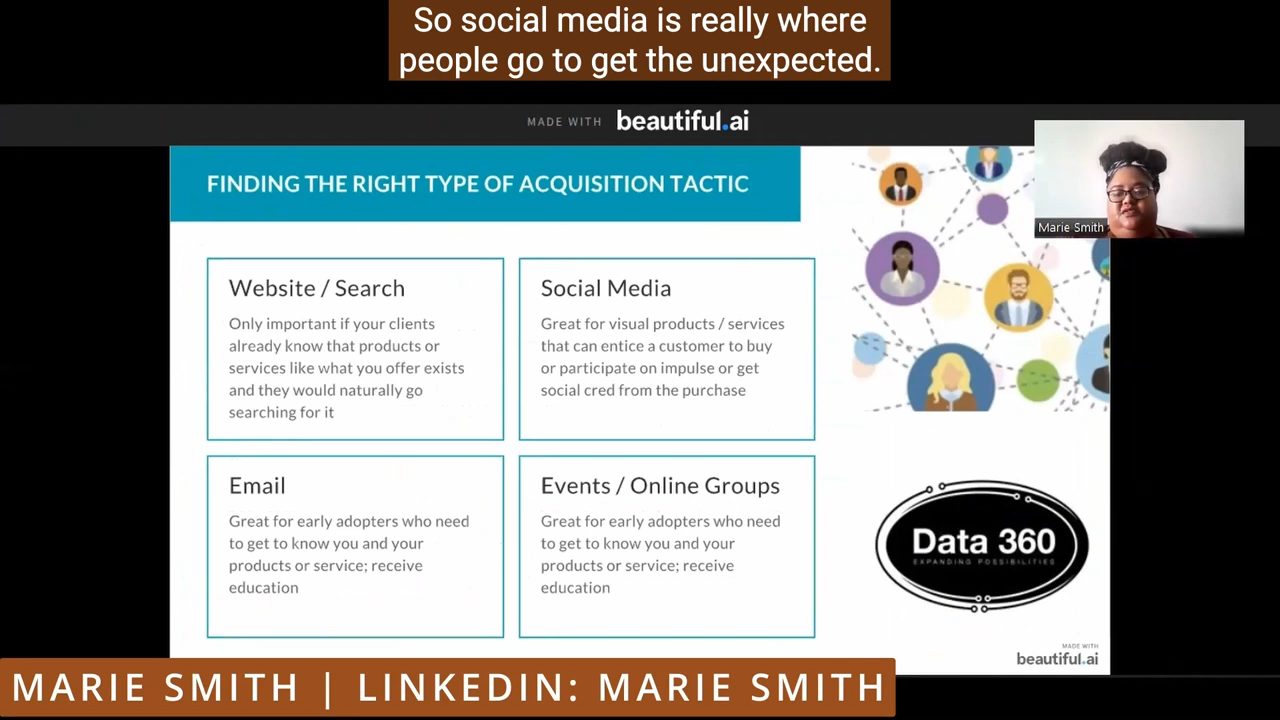 So social media is really where
people go to get the unexpected.
MADE WITH beautiful.ai
FINDING THE RIGHT TYPE OF ACQUISITION TACTIC
Marie Smith
Website / Search
Only important if your clients
already know that products or
services like what you offer exists
and they would naturally go
searching for it
Social Media
Great for visual products / services
that can entice a customer to buy
or participate on impulse or get
social cred from the purchase
Email
Great for early adopters who need
to get to know you and your
products or service; receive
education
Events / Online Groups
Great for early adopters who need
to get to know you and your
products or service; receive
education
Data 360
EXPANDING POSSIBILITIES
MADE WITH
beautiful.ai
MARIE SMITH | LINKEDIN: MARIE SMITH